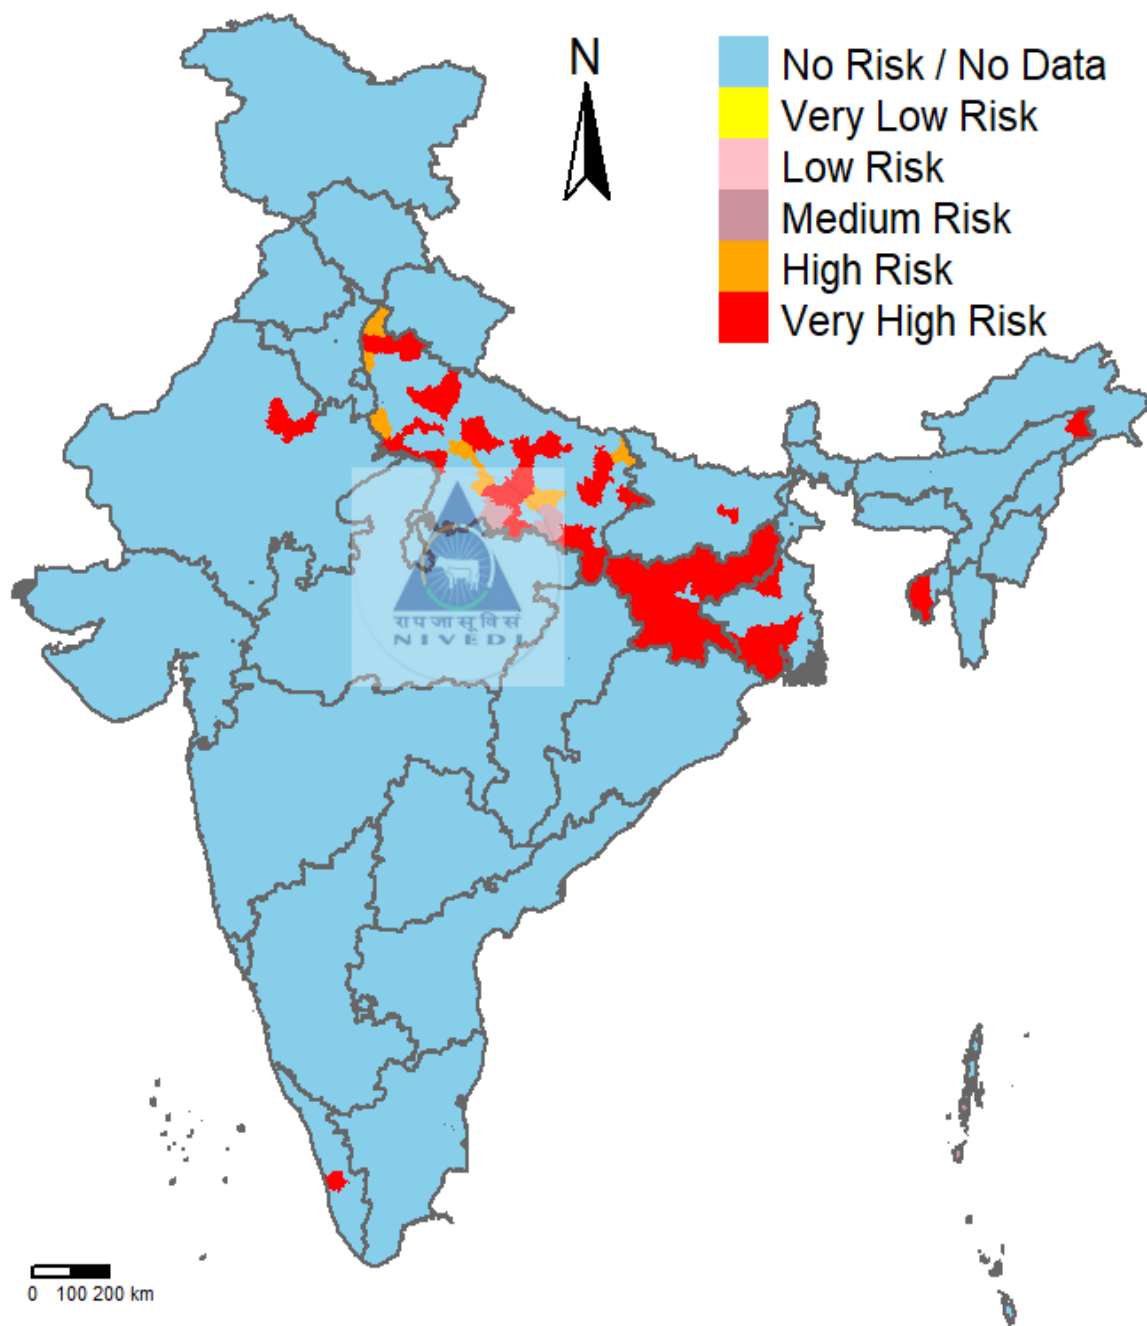 N
No Risk / No Data
Very Low Risk
Low Risk
Medium Risk
High Risk
Very High Risk
रा प जा सू वि सं
NIVEDI
0 100 200 km